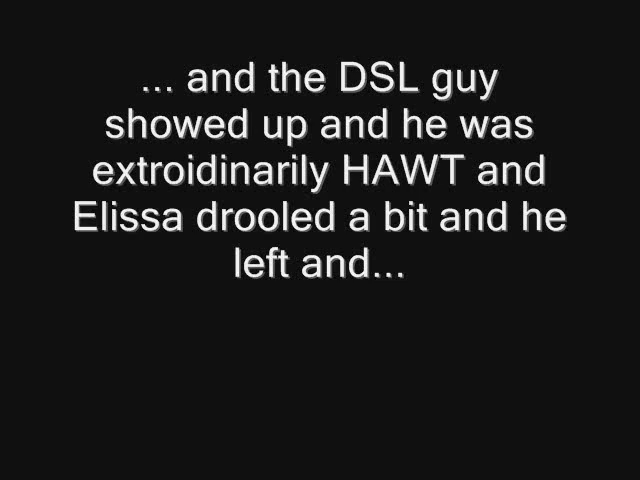 ... and the DSL guy
showed up and he was
extroidinarily HAWT and
Elissa drooled a bit and he
left and...